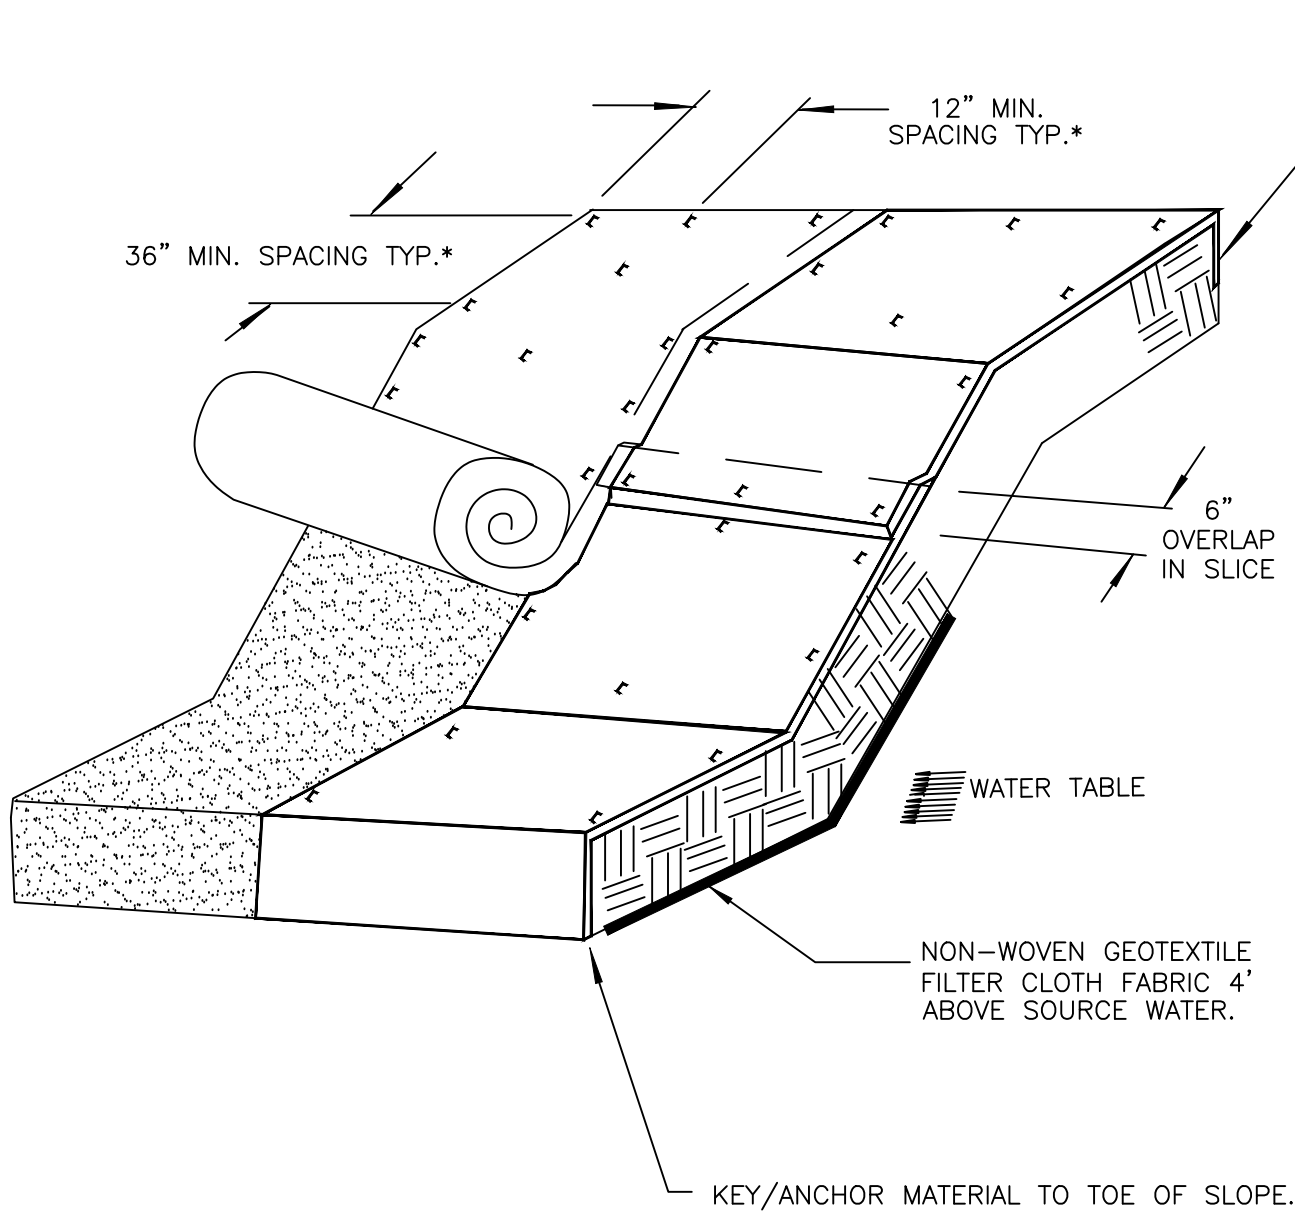 12” MIN.
SPACING TYP.*
36” MIN. SPACING TYP.*
6”
OVERLAP
IN SLICE
WATER TABLE
NON-WOVEN GEOTEXTILE
FILTER CLOTH FABRIC 4'
ABOVE SOURCE WATER.
KEY/ANCHOR MATERIAL TO TOE OF SLOPE.